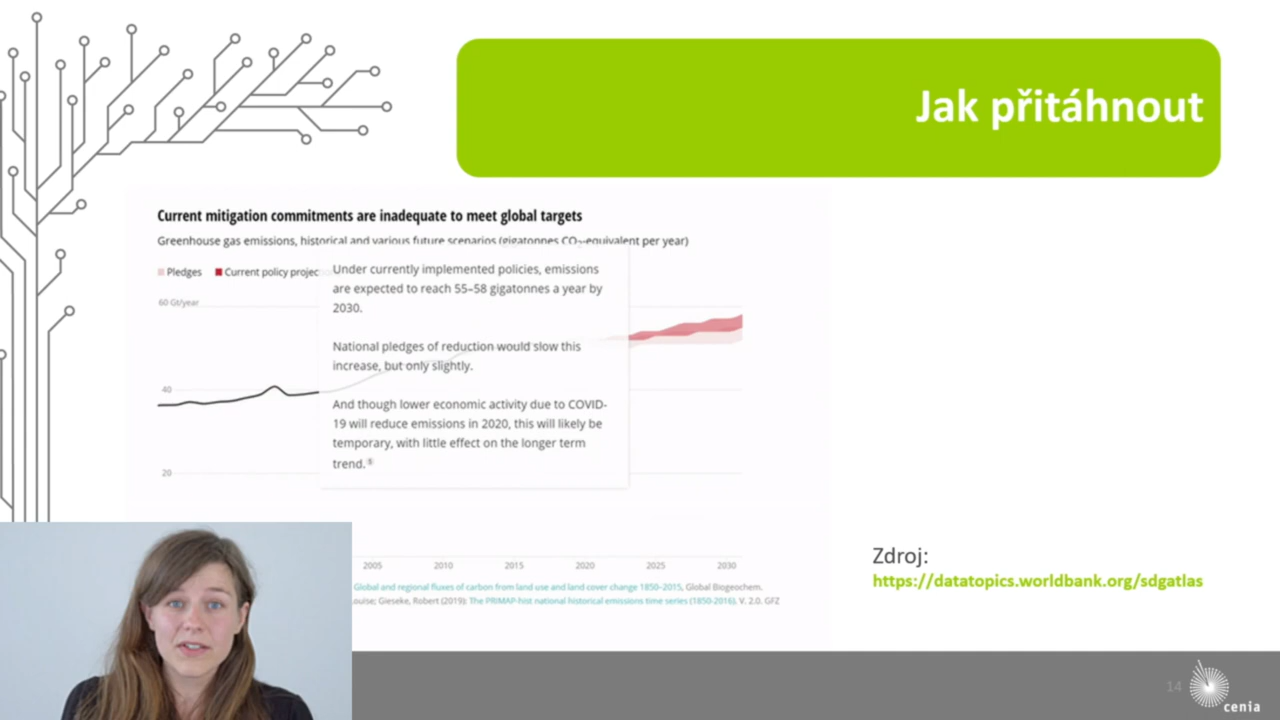 Jak přitáhnout
Current mitigation commitments are inadequate to meet global targets
Greenhouse gas emissions, historical and various future scenarios (gigatonnes CO₂-equivalent per year)
Pledges Current policy projec
60 Gt/year
40
20
Under currently implemented policies, emissions
are expected to reach 55–58 gigatonnes a year by
2030.
National pledges of reduction would slow this
increase, but only slightly.
And though lower economic activity due to COVID-
19 will reduce emissions in 2020, this will likely be
temporary, with little effect on the longer term
trend.⁵
2005 2010 2015 2020 2025 2030
Global and regional fluxes of carbon from land use and land cover change 1850–2015, Global Biogeochem.
ouise; Gieseke, Robert (2019): The PRIMAP-hist national historical emissions time series (1850-2016). V. 2.0. GFZ
Zdroj:
https://datatopics.worldbank.org/sdgatlas
14
cenia